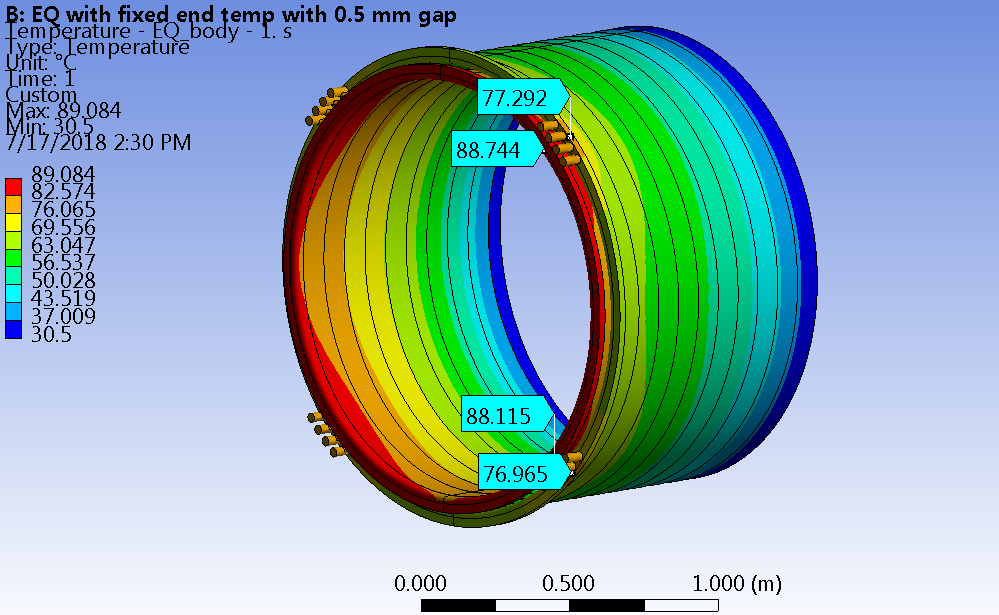 B: EQ with fixed end temp with 0.5 mm gap
Temperature - EQ_body - 1. s
Type: Temperature
Unit: °C
Time: 1
Custom
Max: 89.084
Min: 30.5
7/17/2018 2:30 PM
89.084
82.574
76.065
69.556
63.047
56.537
50.028
43.519
37.009
30.5
77.292
88.744
88.115
76.965
0.000 0.500 1.000 (m)